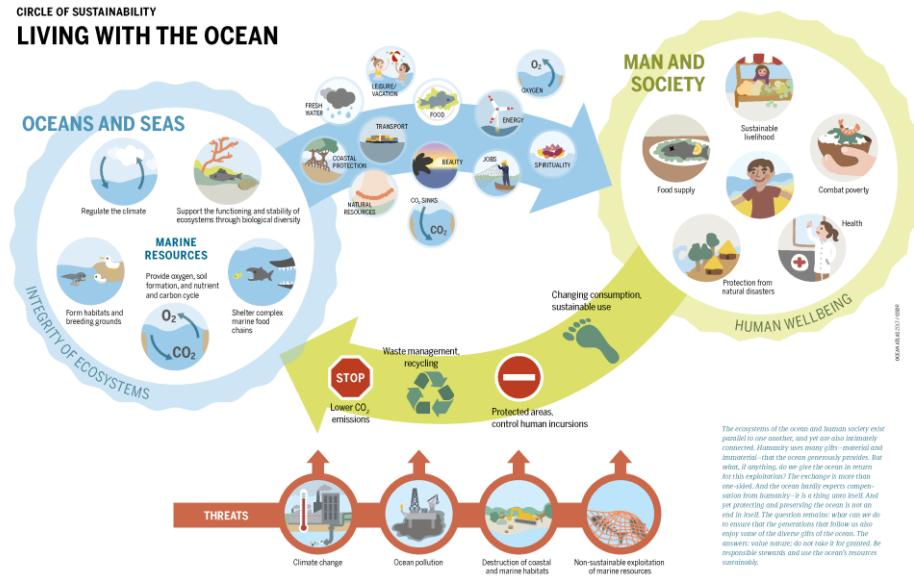 CIRCLE OF SUSTAINABILITY
LIVING WITH THE OCEAN
OCEANS AND SEAS
Regulate the climate
Support the functioning and stability of
ecosystems through biological diversity
MARINE
RESOURCES
Provide oxygen, soil
formation, and nutrient
and carbon cycle
O₂
CO₂
Form habitats and
breeding grounds
Shelter complex
marine food
chains
INTEGRITY OF ECOSYSTEMS
FRESH
WATER
LEISURE/
VACATION
FOOD
O₂
OXYGEN
ENERGY
TRANSPORT
COASTAL
PROTECTION
BEAUTY
JOBS
SPIRITUALITY
NATURAL
RESOURCES
CO₂ SINKS
CO₂
MAN AND
SOCIETY
Sustainable
livelihood
Food supply
Combat poverty
Health
Protection from
natural disasters
HUMAN WELLBEING
Changing consumption,
sustainable use
Waste management,
recycling
STOP
Lower CO₂
emissions
Protected areas,
control human incursions
THREATS
Climate change
Ocean pollution
Destruction of coastal
and marine habitats
Non-sustainable exploitation
of marine resources
The ecosystems of the ocean and human society exist
parallel to one another, and yet are also intimately
connected. Humanity uses many gifts—material and
immaterial—that the ocean generously provides. But
what, if anything, do we give the ocean in return
for this exploitation? The exchange is more than
one-sided. And the ocean hardly expects compen-
sation from humanity—it is a thing unto itself. And
yet protecting and preserving the ocean is not an
end in itself. The question remains: what can we do
to ensure that the generations that follow us also
enjoy some of the diverse gifts of the ocean. The
answers: value nature; do not take it for granted. Be
responsible stewards and use the ocean's resources
sustainably.